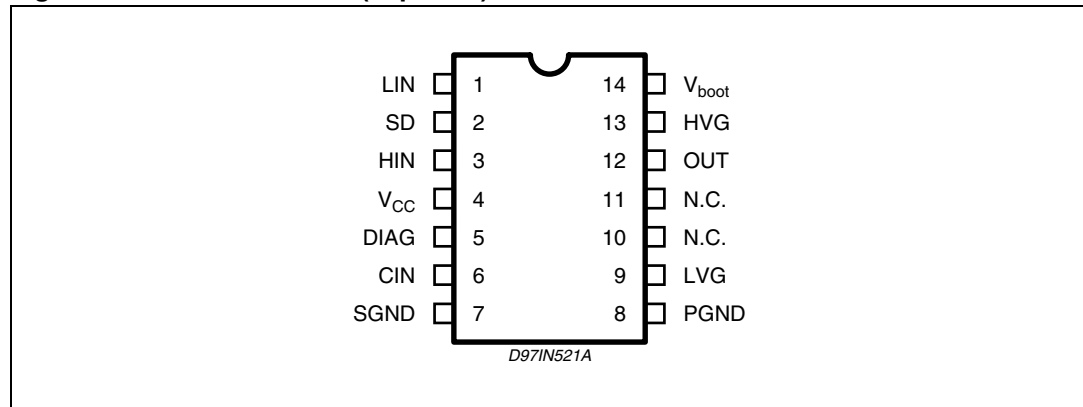 LIN 1 14 Vboot
SD 2 13 HVG
HIN 3 12 OUT
VCC 4 11 N.C.
DIAG 5 10 N.C.
CIN 6 9 LVG
SGND 7 8 PGND
D97IN521A